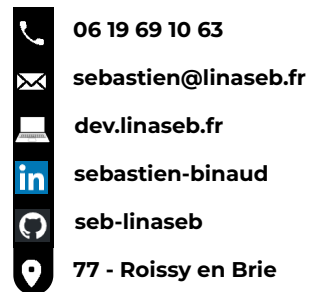 06 19 69 10 63
sebastien@linaseb.fr
dev.linaseb.fr
in sebastien-binaud
seb-linaseb
77 - Roissy en Brie